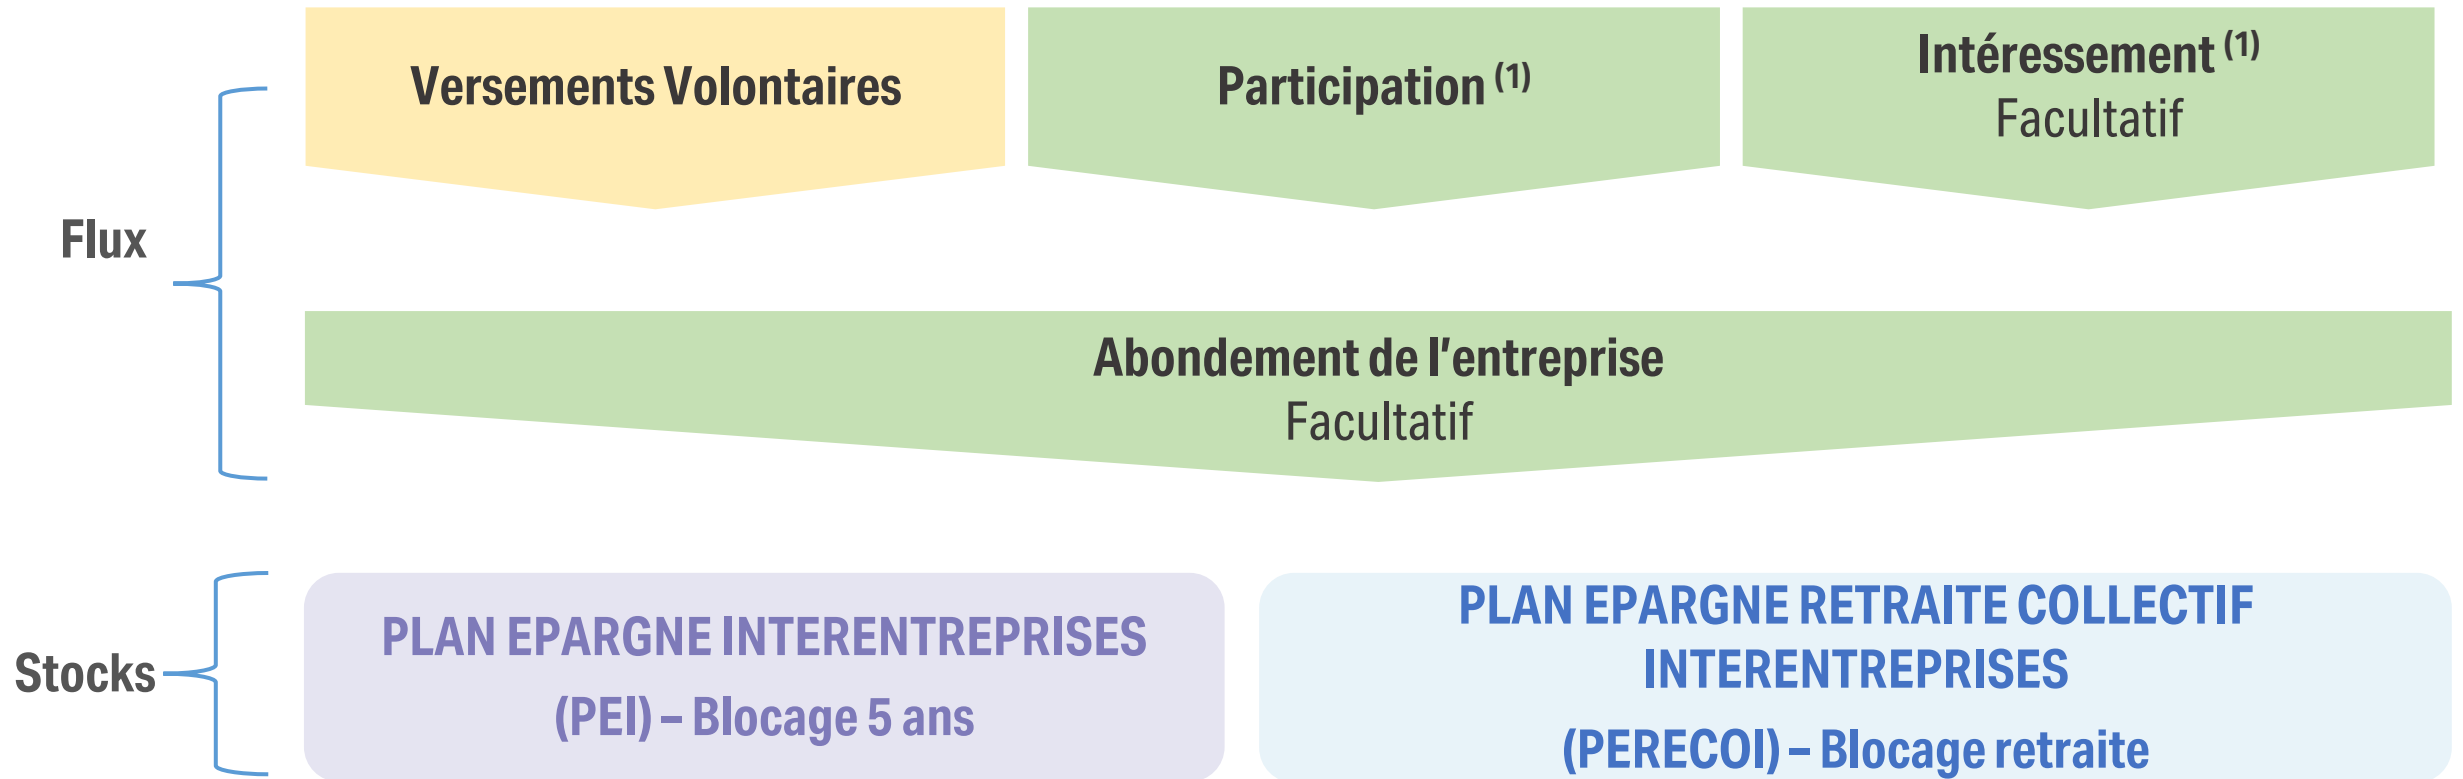 Versements Volontaires
Participation (1)
Intéressement (1)
Facultatif
Flux
Abondement de l'entreprise
Facultatif
Stocks
PLAN EPARGNE INTERENTREPRISES
(PEI) – Blocage 5 ans
PLAN EPARGNE RETRAITE COLLECTIF
INTERENTREPRISES
(PERECOI) – Blocage retraite